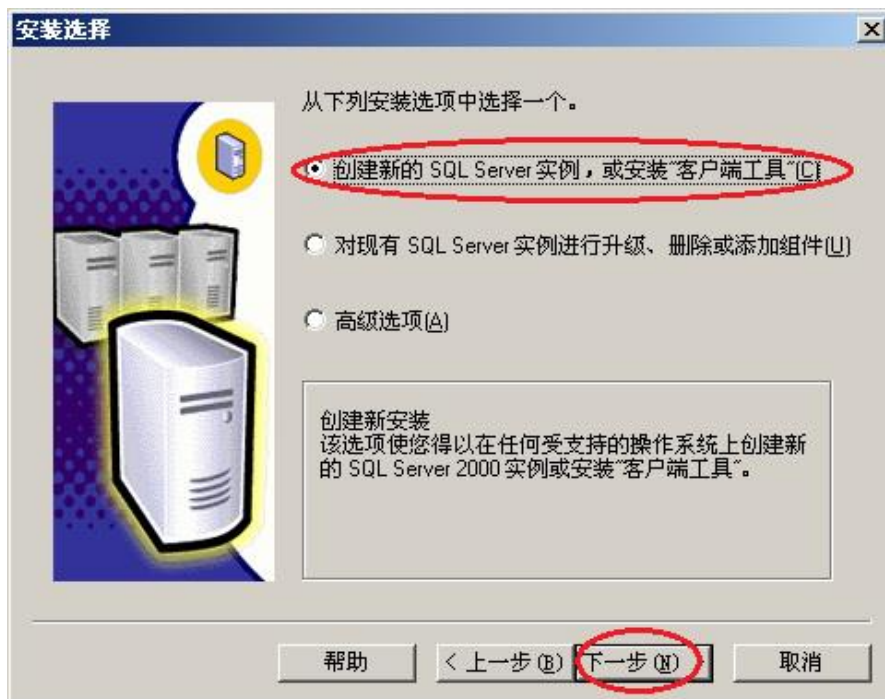 安装选择
从下列安装选项中选择一个。
创建新的 SQL Server 实例，或安装"客户端工具"(C)
对现有 SQL Server 实例进行升级、删除或添加组件(U)
高级选项(A)
创建新安装
该选项使您得以在任何受支持的操作系统上创建新
的 SQL Server 2000 实例或安装"客户端工具"。
帮助
< 上一步(B)
下一步(N) >
取消